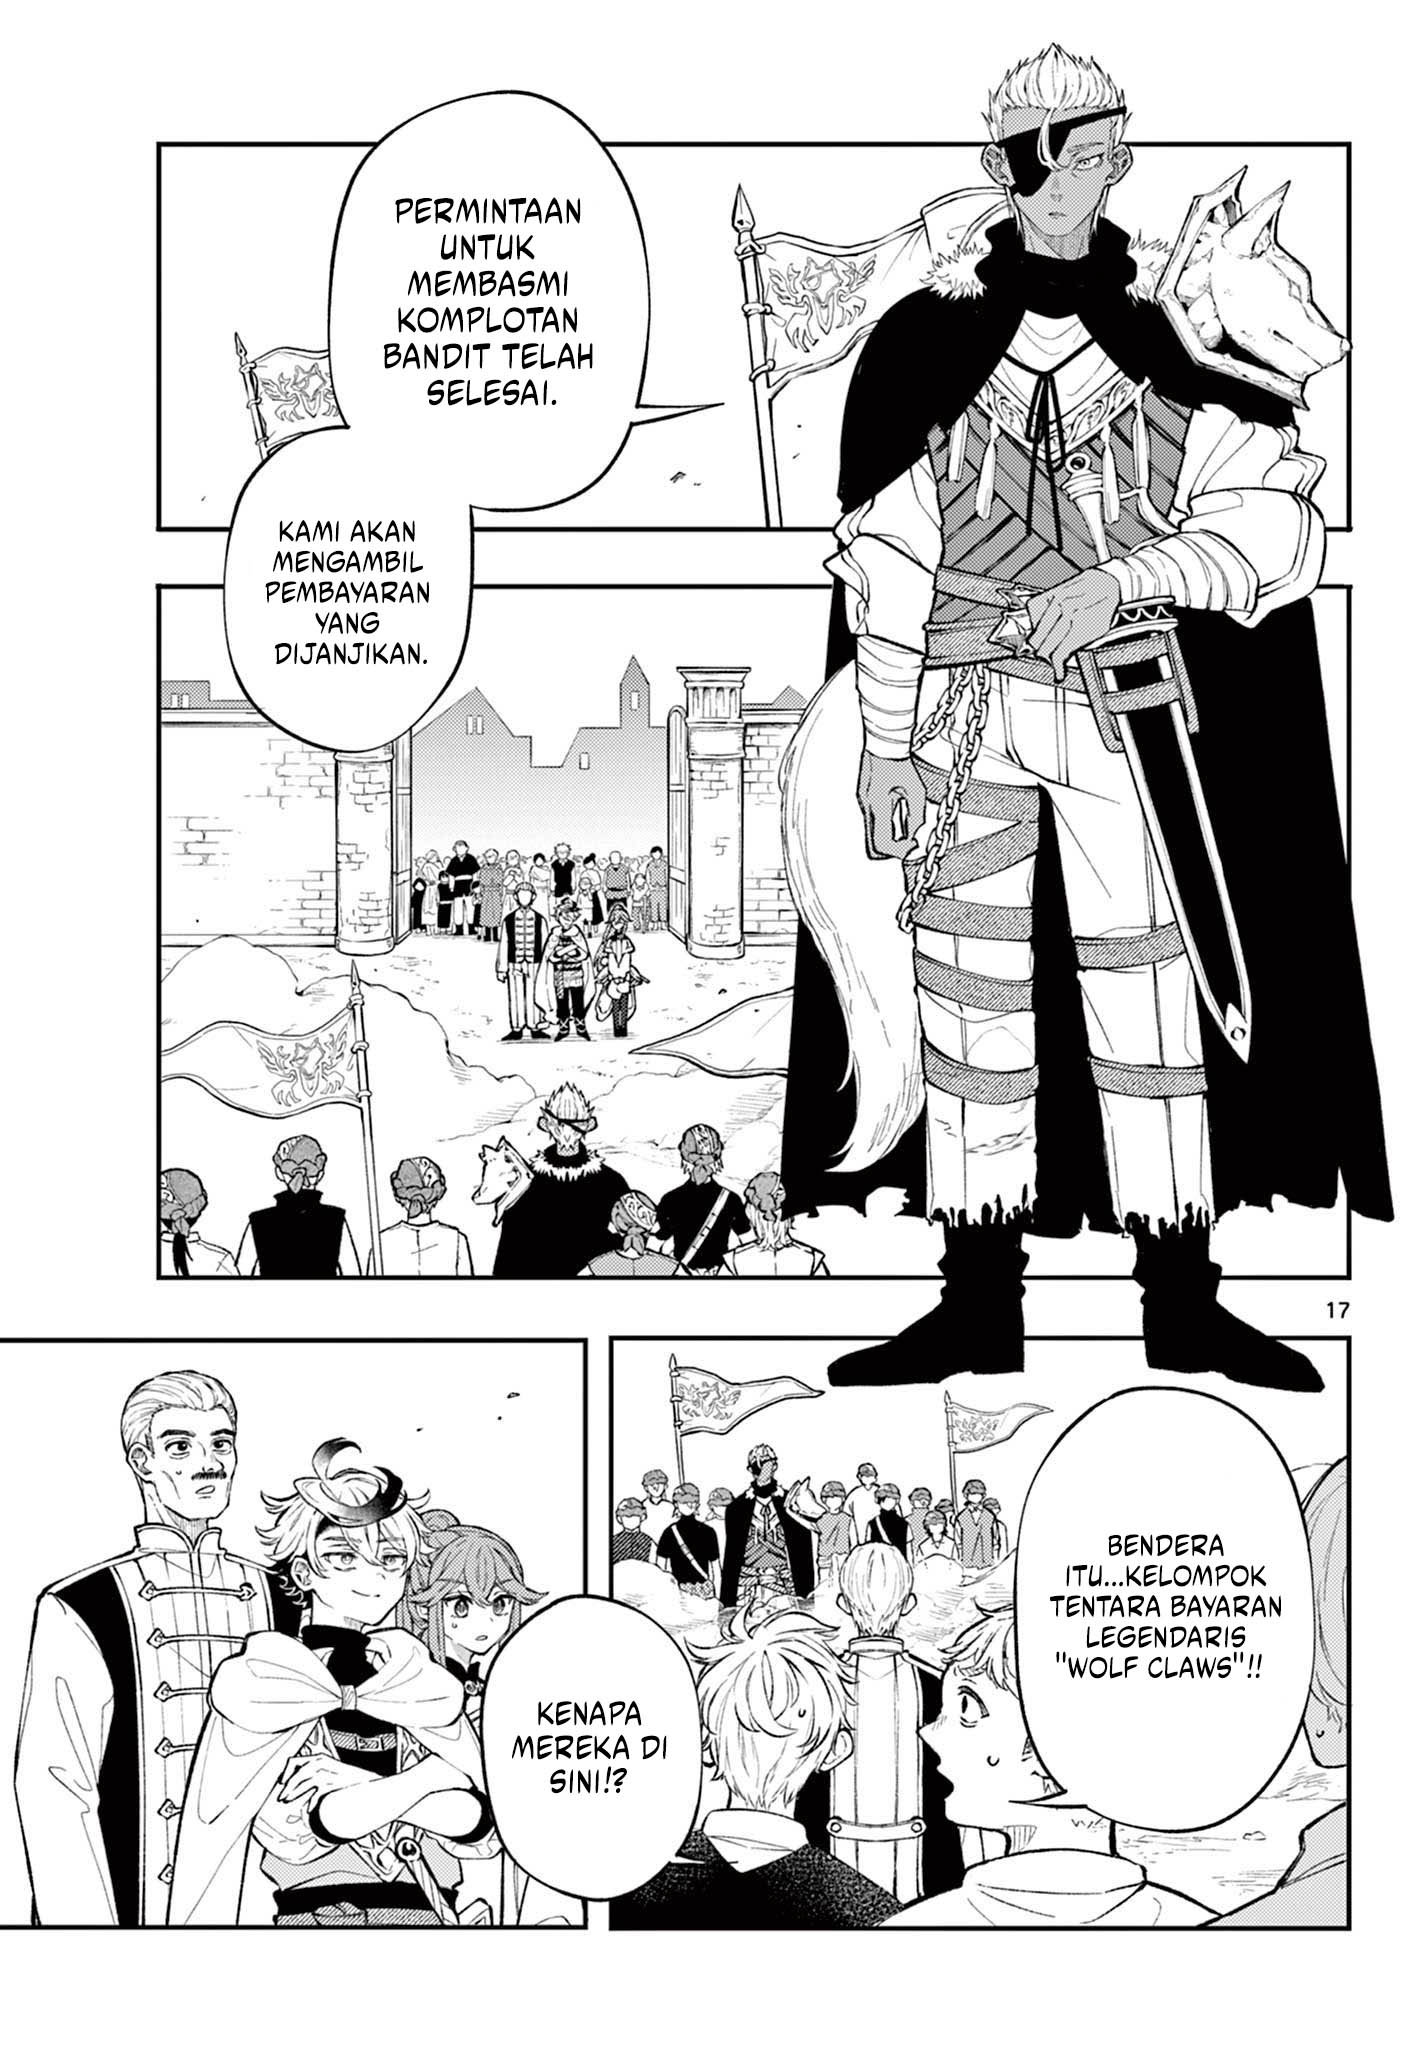 PERMINTAAN
UNTUK
MEMBASMI
KOMPLOTAN
BANDIT TELAH
SELESAI.
KAMI AKAN
MENGAMBIL
PEMBAYARAN
YANG
DIJANJIKAN.
17
BENDERA
ITU...KELOMPOK
TENTARA BAYARAN
LEGENDARIS
"WOLF CLAWS"!!
KENAPA
MEREKA DI
SINI!?